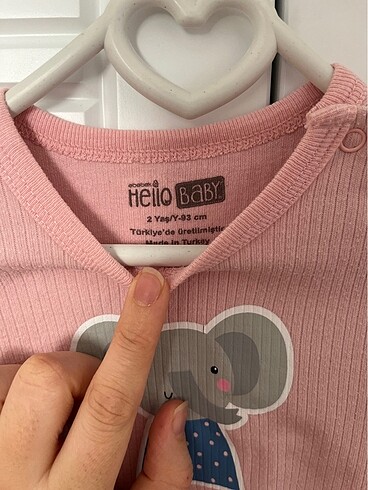 ebebek
Hello BABY
2 Yaş/Y-93 cm
Türkiye'de üretilmiştir
Made in Turkey